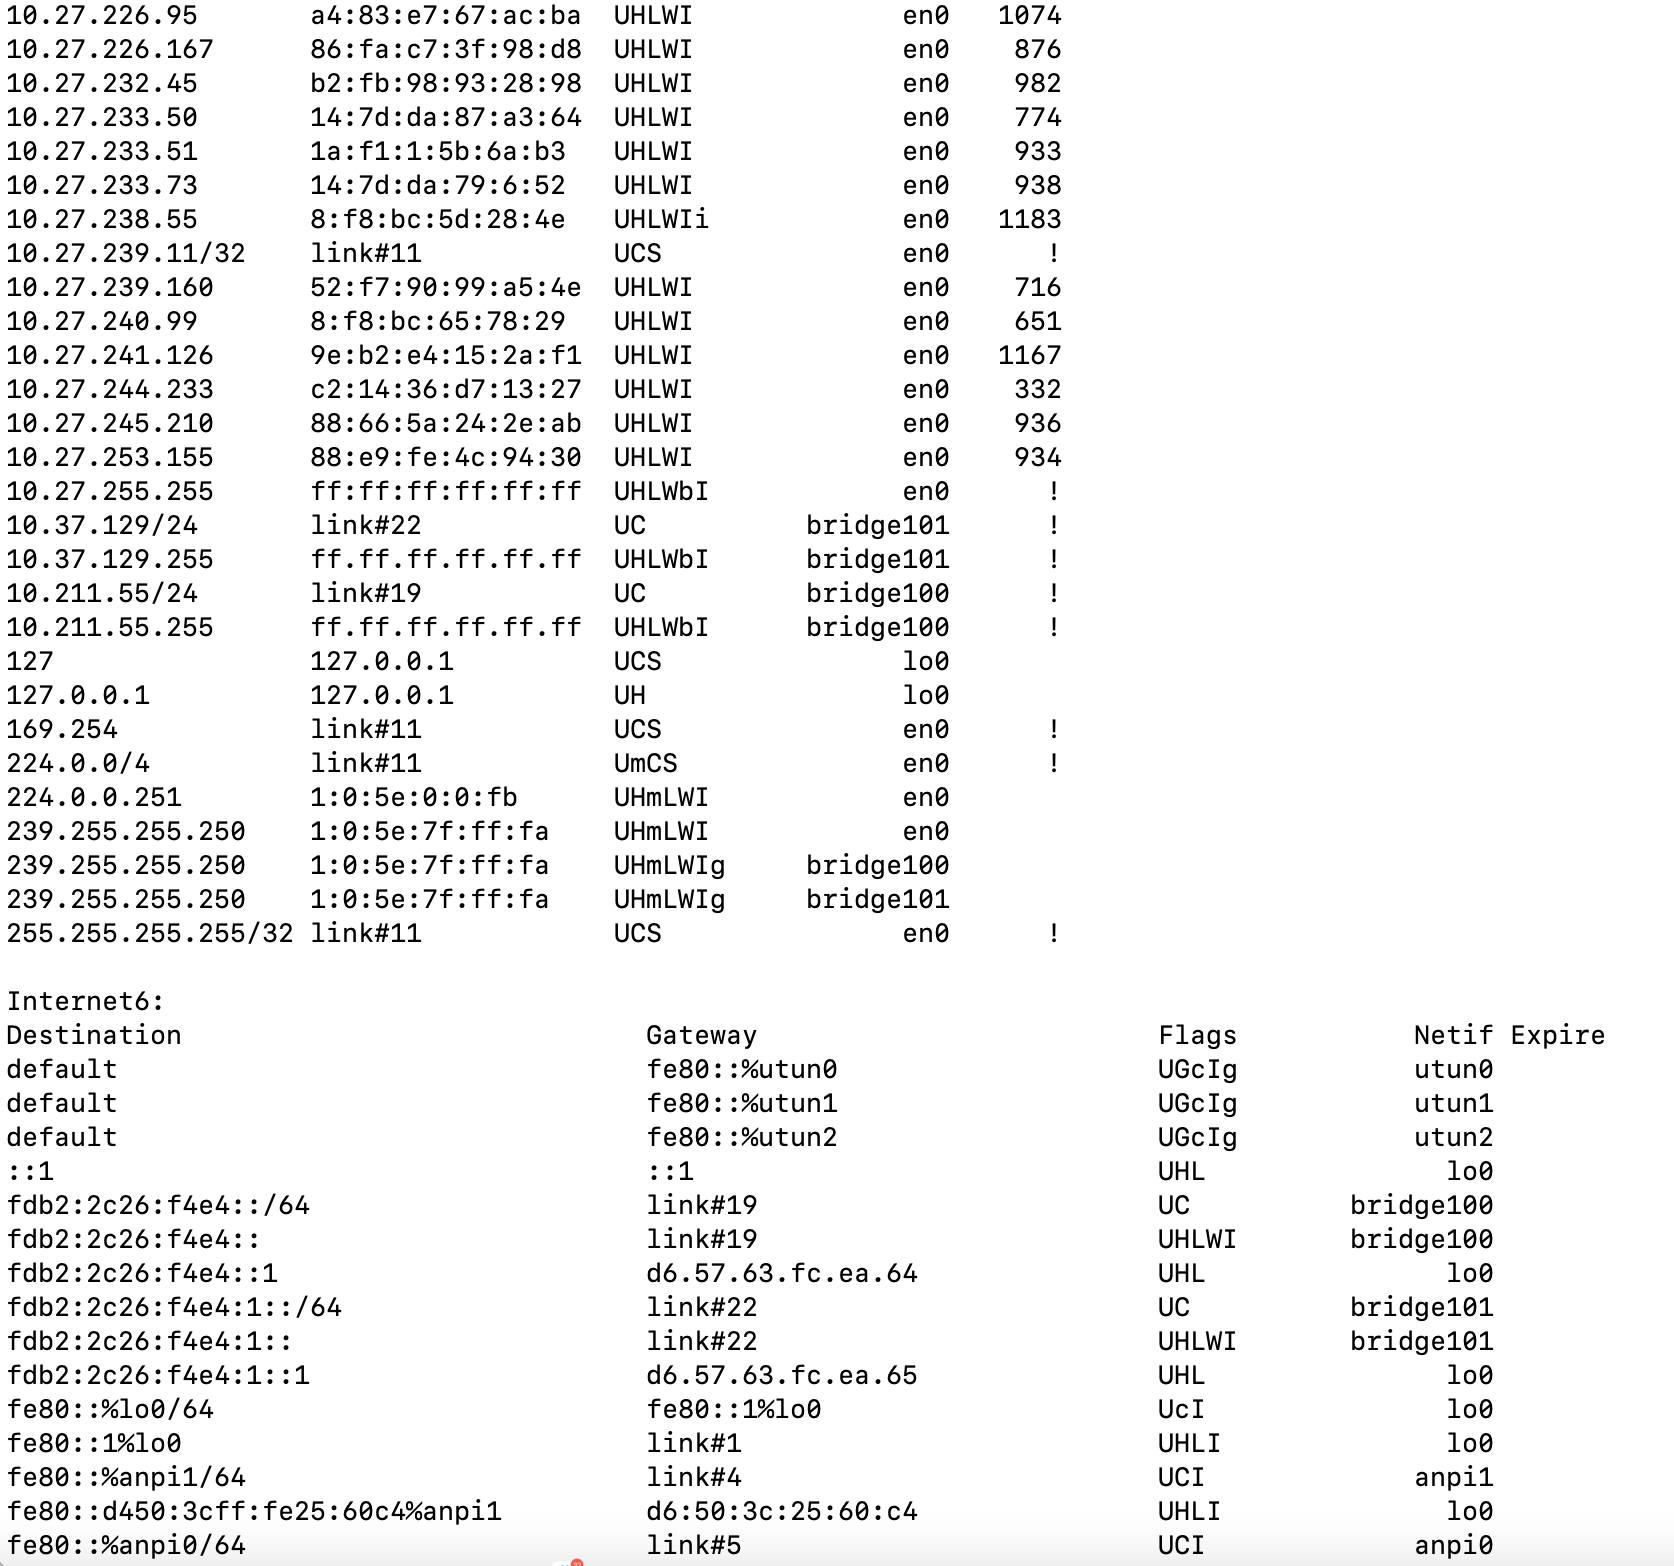 10.27.226.95       a4:83:e7:67:ac:ba  UHLWI             en0   1074
10.27.226.167      86:fa:c7:3f:98:d8  UHLWI             en0    876
10.27.232.45       b2:fb:98:93:28:98  UHLWI             en0    982
10.27.233.50       14:7d:da:87:a3:64  UHLWI             en0    774
10.27.233.51       1a:f1:1:5b:6a:b3   UHLWI             en0    933
10.27.233.73       14:7d:da:79:6:52   UHLWI             en0    938
10.27.238.55       8:f8:bc:5d:28:4e   UHLWIi            en0   1183
10.27.239.11/32    link#11            UCS               en0      !
10.27.239.160      52:f7:90:99:a5:4e  UHLWI             en0    716
10.27.240.99       8:f8:bc:65:78:29   UHLWI             en0    651
10.27.241.126      9e:b2:e4:15:2a:f1  UHLWI             en0   1167
10.27.244.233      c2:14:36:d7:13:27  UHLWI             en0    332
10.27.245.210      88:66:5a:24:2e:ab  UHLWI             en0    936
10.27.253.155      88:e9:fe:4c:94:30  UHLWI             en0    934
10.27.255.255      ff:ff:ff:ff:ff:ff  UHLWbI            en0      !
10.37.129/24       link#22            UC          bridge101      !
10.37.129.255      ff.ff.ff.ff.ff.ff  UHLWbI      bridge101      !
10.211.55/24       link#19            UC          bridge100      !
10.211.55.255      ff.ff.ff.ff.ff.ff  UHLWbI      bridge100      !
127                127.0.0.1          UCS               lo0
127.0.0.1          127.0.0.1          UH                lo0
169.254            link#11            UCS               en0      !
224.0.0/4          link#11            UmCS              en0      !
224.0.0.251        1:0:5e:0:0:fb      UHmLWI            en0
239.255.255.250    1:0:5e:7f:ff:fa    UHmLWI            en0
239.255.255.250    1:0:5e:7f:ff:fa    UHmLWIg     bridge100
239.255.255.250    1:0:5e:7f:ff:fa    UHmLWIg     bridge101
255.255.255.255/32 link#11            UCS               en0      !

Internet6:
Destination                             Gateway                         Flags           Netif Expire
default                                 fe80::%utun0                    UGcIg           utun0
default                                 fe80::%utun1                    UGcIg           utun1
default                                 fe80::%utun2                    UGcIg           utun2
::1                                     ::1                             UHL               lo0
fdb2:2c26:f4e4::/64                     link#19                         UC          bridge100
fdb2:2c26:f4e4::                        link#19                         UHLWI       bridge100
fdb2:2c26:f4e4::1                       d6.57.63.fc.ea.64               UHL               lo0
fdb2:2c26:f4e4:1::/64                   link#22                         UC          bridge101
fdb2:2c26:f4e4:1::                      link#22                         UHLWI       bridge101
fdb2:2c26:f4e4:1::1                     d6.57.63.fc.ea.65               UHL               lo0
fe80::%lo0/64                           fe80::1%lo0                     UcI               lo0
fe80::1%lo0                             link#1                          UHLI              lo0
fe80::%anpi1/64                         link#4                          UCI             anpi1
fe80::d450:3cff:fe25:60c4%anpi1         d6:50:3c:25:60:c4               UHLI              lo0
fe80::%anpi0/64                         link#5                          UCI             anpi0